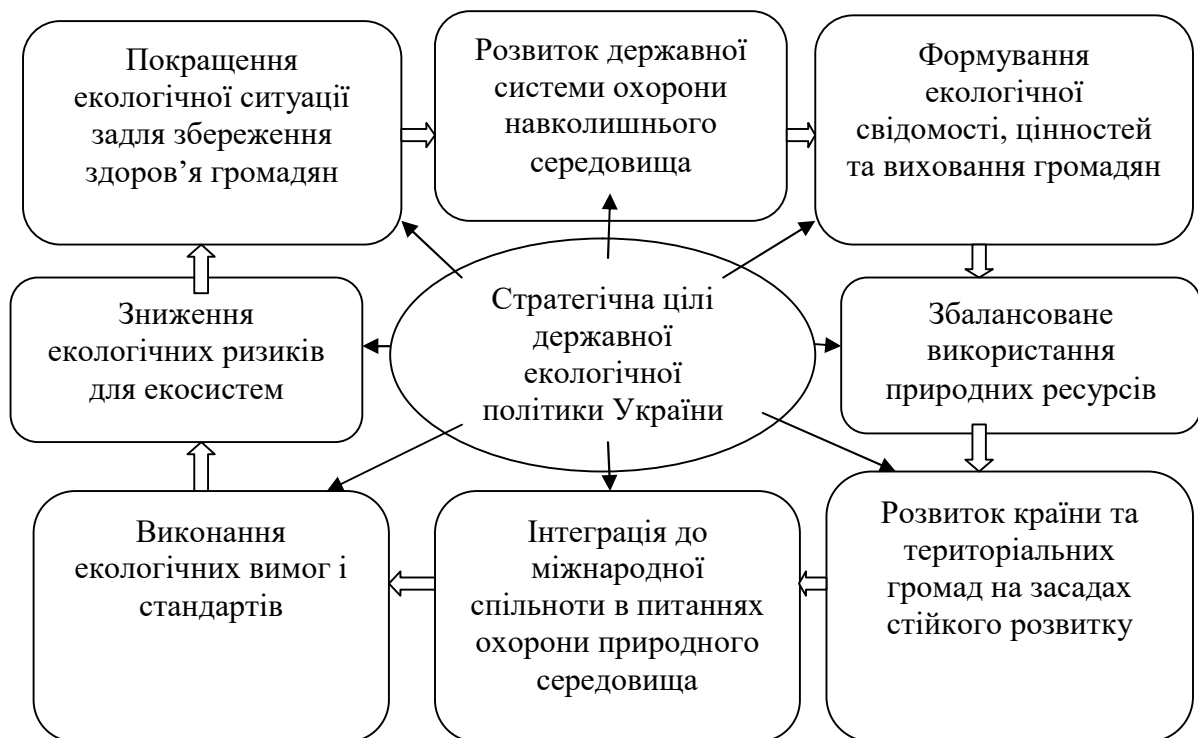 Покращення
екологічної ситуації
задля збереження
здоров’я громадян
Розвиток державної
системи охорони
навколишнього
середовища
Формування
екологічної
свідомості, цінностей
та виховання громадян
Зниження
екологічних ризиків
для екосистем
Стратегічна цілі
державної
екологічної
політики України
Збалансоване
використання
природних ресурсів
Виконання
екологічних вимог і
стандартів
Інтеграція до
міжнародної
спільноти в питаннях
охорони природного
середовища
Розвиток країни та
територіальних
громад на засадах
стійкого розвитку